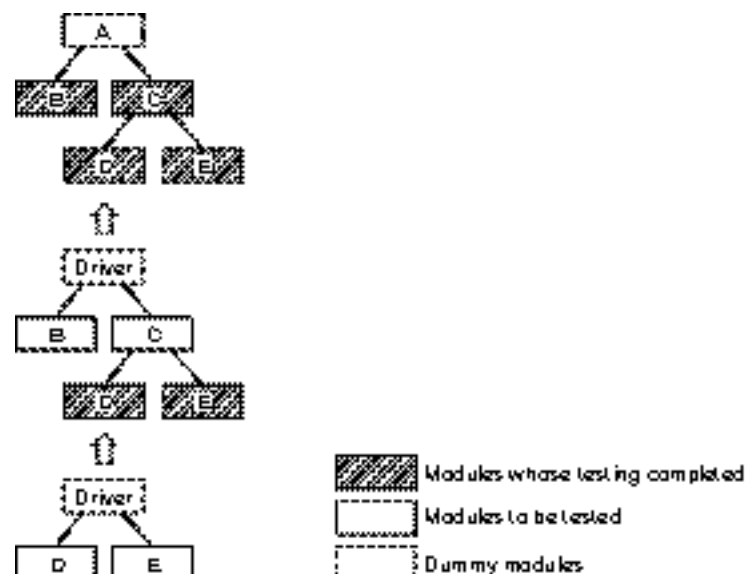 A
B C
D E
Driver
B C
D E
Driver
D E
Modules whose testing completed
Modules to be tested
Dummy modules